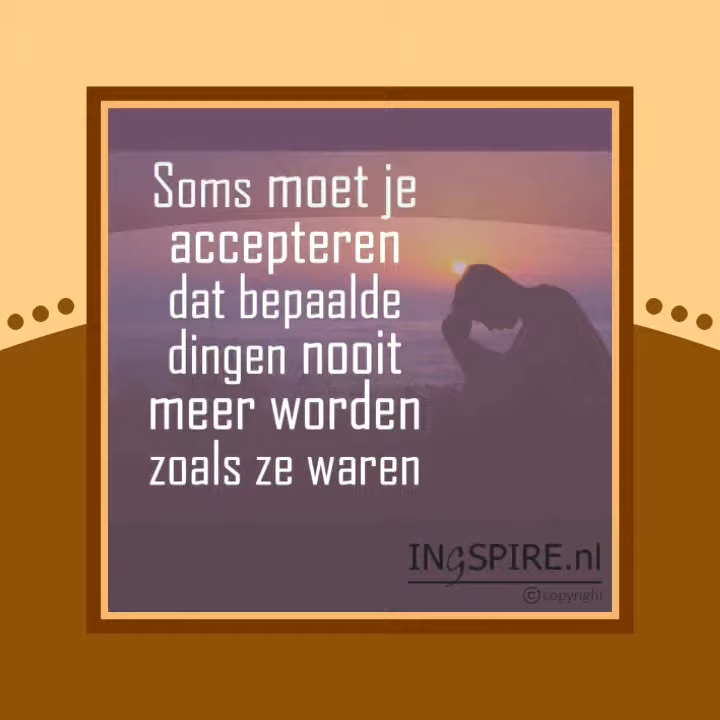 Soms moet je
accepteren
dat bepaalde
dingen nooit
meer worden
zoals ze waren
INGSPIRE.nl
©copyright